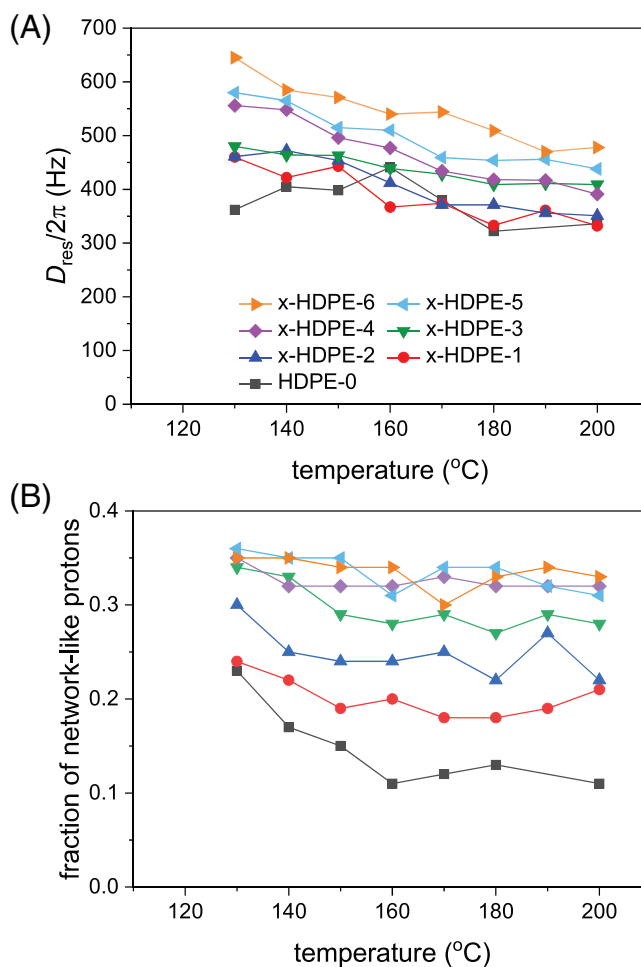 (A)
700
600
500
400
300
200
100
0
D_res/2π (Hz)
x-HDPE-6 x-HDPE-5
x-HDPE-4 x-HDPE-3
x-HDPE-2 x-HDPE-1
HDPE-0
120 140 160 180 200
temperature (°C)
(B)
0.4
0.3
0.2
0.1
0.0
fraction of network-like protons
120 140 160 180 200
temperature (°C)